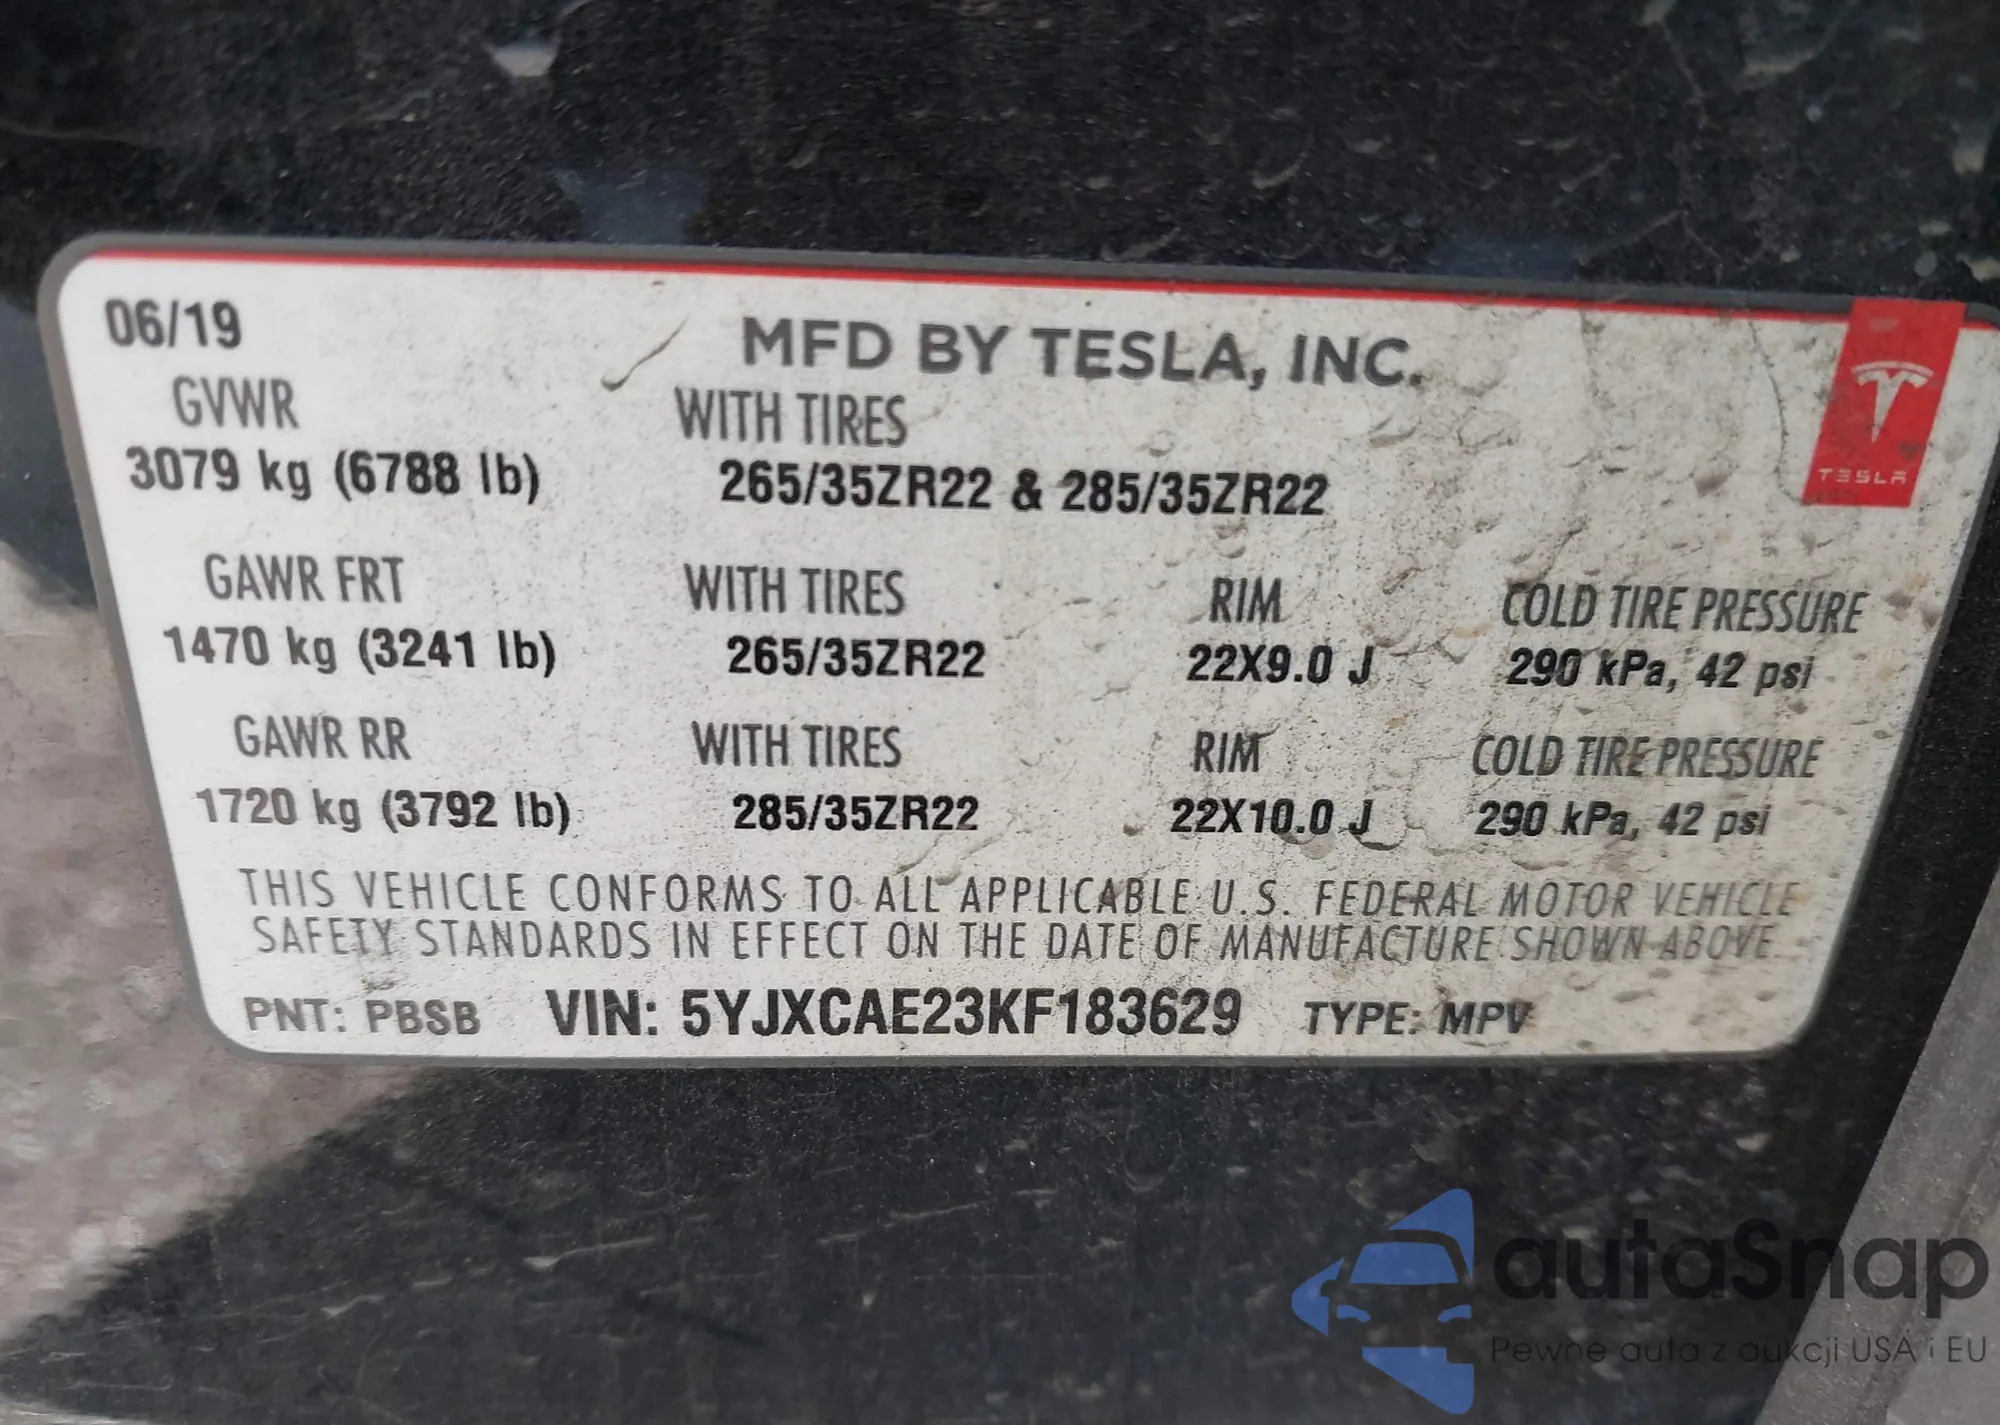 06/19
MFD BY TESLA, INC.
GVWR WITH TIRES
3079 kg (6788 lb) 265/35ZR22 & 285/35ZR22
TESLA
GAWR FRT WITH TIRES RIM COLD TIRE PRESSURE
1470 kg (3241 lb) 265/35ZR22 22X9.0 J 290 kPa, 42 psi
GAWR RR WITH TIRES RIM COLD TIRE PRESSURE
1720 kg (3792 lb) 285/35ZR22 22X10.0 J 290 kPa, 42 psi
THIS VEHICLE CONFORMS TO ALL APPLICABLE U.S. FEDERAL MOTOR VEHICLE
SAFETY STANDARDS IN EFFECT ON THE DATE OF MANUFACTURE SHOWN ABOVE.
PNT: PBSB VIN: 5YJXCAE23KF183629 TYPE: MPV
autaSnap
Pewne auta z aukcji USA i EU